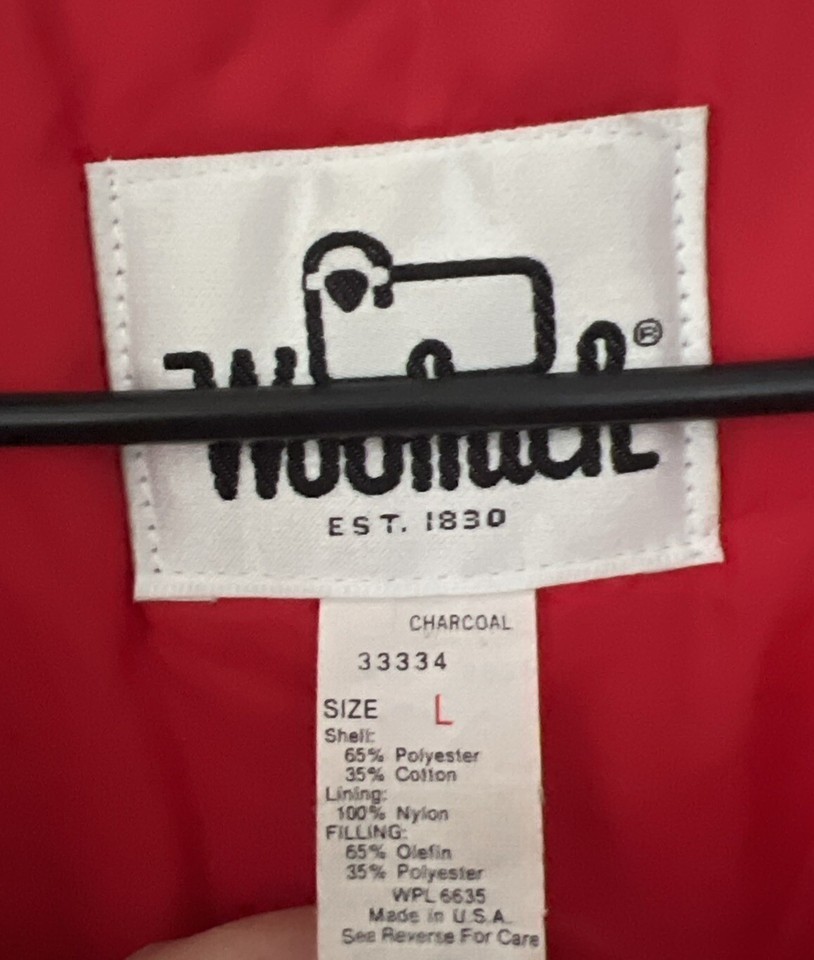 Woolrich®
EST. 1830
CHARCOAL
33334
SIZE L
Shell:
65% Polyester
35% Cotton
Lining:
100% Nylon
FILLING:
65% Olefin
35% Polyester
WPL 6635
Made in U.S.A.
See Reverse For Care